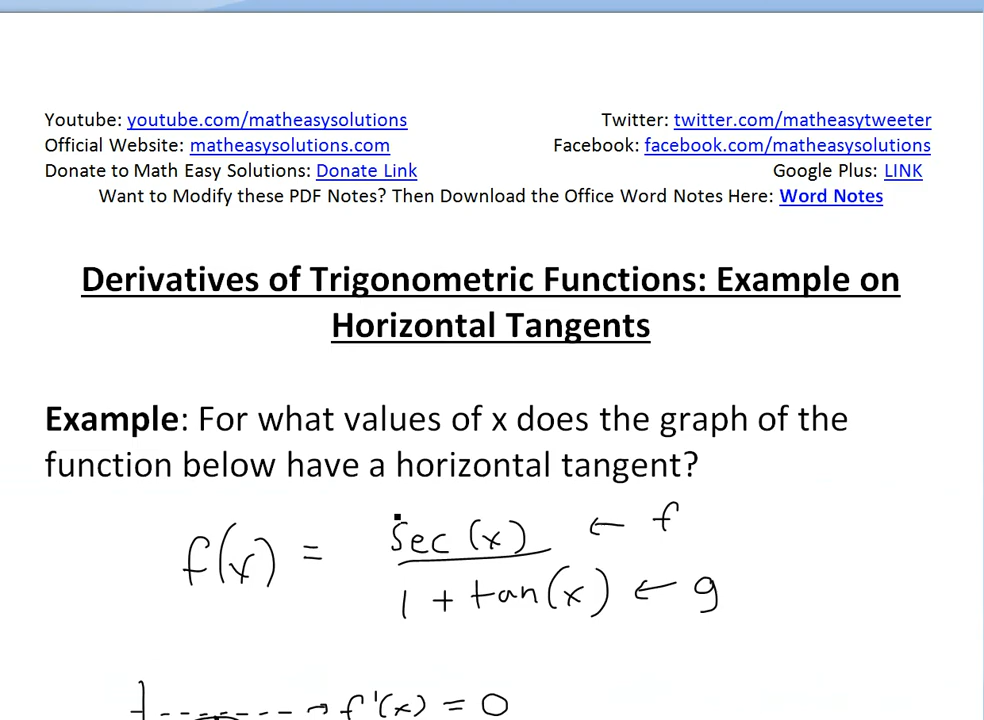 Youtube: youtube.com/matheasysolutions Twitter: twitter.com/matheasytweeter
Official Website: matheasysolutions.com Facebook: facebook.com/matheasysolutions
Donate to Math Easy Solutions: Donate Link Google Plus: LINK
Want to Modify these PDF Notes? Then Download the Office Word Notes Here: Word Notes
Derivatives of Trigonometric Functions: Example on
Horizontal Tangents
Example: For what values of x does the graph of the
function below have a horizontal tangent?
sec(x) ← f
f(x) =
1 + tan(x) ← g
f'(x) = 0